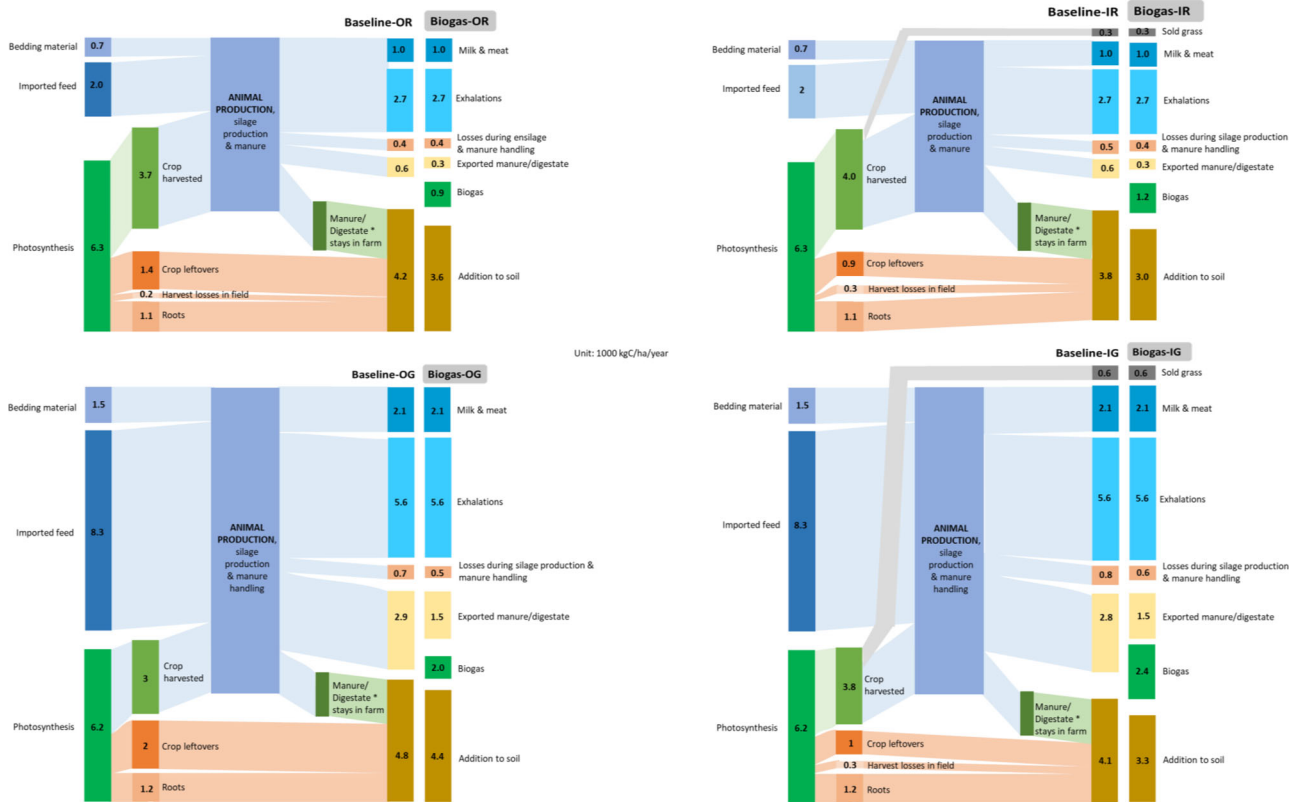 Baseline-OR Biogas-OR
Bedding material 0.7
Imported feed 2.0
Photosynthesis 6.3
3.7 Crop
harvested
1.4 Crop leftovers
0.2 Harvest losses in field
1.1 Roots
ANIMAL
PRODUCTION,
silage
production
& manure
Manure/
Digestate *
stays in farm
1.0 1.0 Milk & meat
2.7 2.7 Exhalations
0.4 0.4 Losses during ensilage
& manure handling
0.6 0.3 Exported manure/digestate
0.9 Biogas
4.2 3.6 Addition to soil
Baseline-IR Biogas-IR
Bedding material 0.7
Imported feed 2
Photosynthesis 6.3
4.0 Crop
harvested
0.9 Crop leftovers
0.3 Harvest losses in field
1.1 Roots
ANIMAL
PRODUCTION,
silage
production
& manure
Manure/
Digestate *
stays in farm
0.3 0.3 Sold grass
1.0 1.0 Milk & meat
2.7 2.7 Exhalations
0.5 0.4 Losses during silage production
& manure handling
0.6 0.3 Exported manure/digestate
1.2 Biogas
3.8 3.0 Addition to soil
Unit: 1000 kgC/ha/year
Baseline-OG Biogas-OG
Bedding material 1.5
Imported feed 8.3
Photosynthesis 6.2
3 Crop
harvested
2 Crop leftovers
1.2 Roots
ANIMAL
PRODUCTION,
silage
production
& manure
handling
Manure/
Digestate *
stays in farm
2.1 2.1 Milk & meat
5.6 5.6 Exhalations
0.7 0.5 Losses during silage production &
manure handling
2.9 1.5 Exported manure/digestate
2.0 Biogas
4.8 4.4 Addition to soil
Baseline-IG Biogas-IG
Bedding material 1.5
Imported feed 8.3
Photosynthesis 6.2
3.8 Crop
harvested
1 Crop leftovers
0.3 Harvest losses in field
1.2 Roots
ANIMAL
PRODUCTION,
silage
production
& manure
handling
Manure/
Digestate *
stays in farm
0.6 0.6 Sold grass
2.1 2.1 Milk & meat
5.6 5.6 Exhalations
0.8 0.6 Losses during silage production
& manure handling
2.8 1.5 Exported manure/digestate
2.4 Biogas
4.1 3.3 Addition to soil